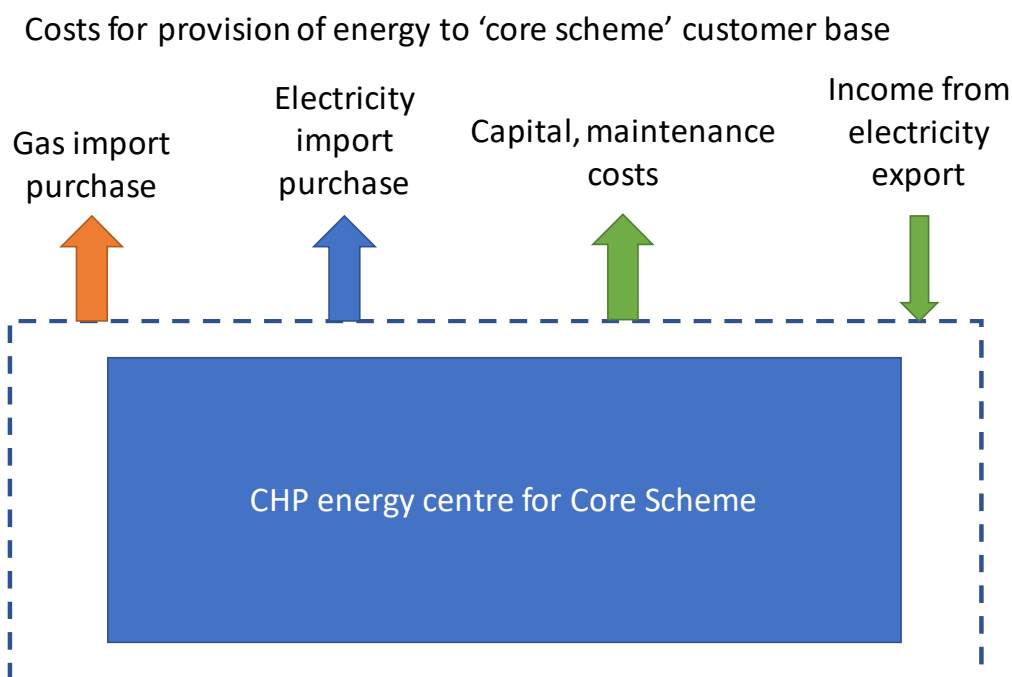 Costs for provision of energy to ‘core scheme’ customer base
Gas import
purchase
Electricity
import
purchase
Capital, maintenance
costs
Income from
electricity
export
CHP energy centre for Core Scheme